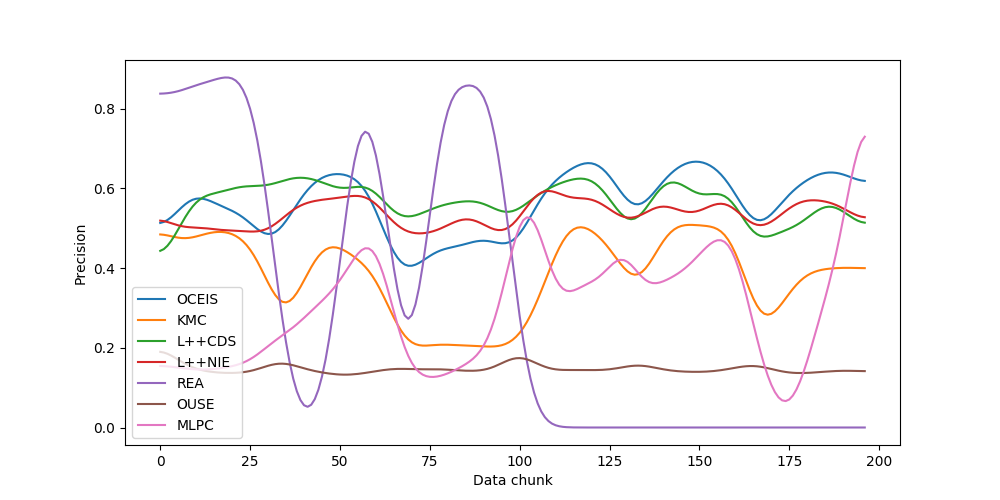 0.8
0.6
0.4
0.2
0.0
Precision
OCEIS
KMC
L++CDS
L++NIE
REA
OUSE
MLPC
0 25 50 75 100 125 150 175 200
Data chunk